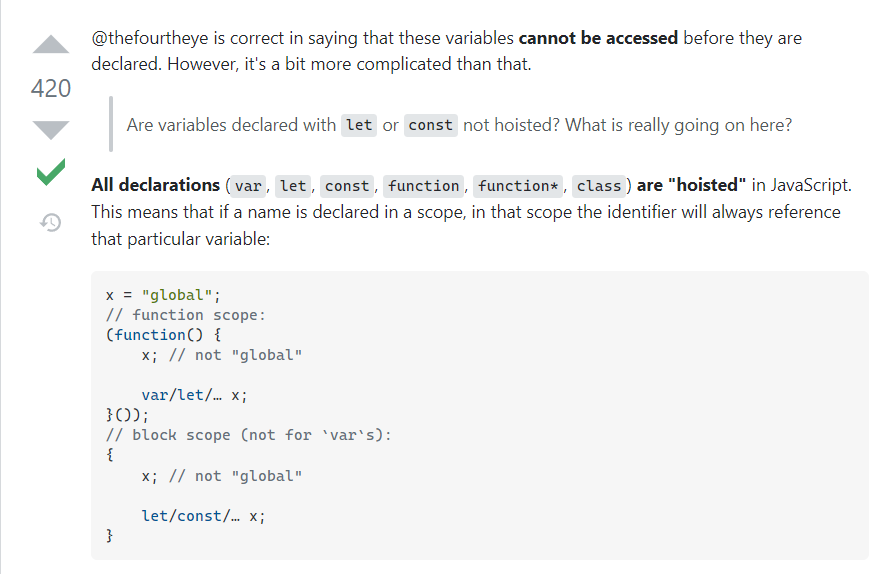 @thefourtheye is correct in saying that these variables cannot be accessed before they are
declared. However, it's a bit more complicated than that.
420
Are variables declared with let or const not hoisted? What is really going on here?
All declarations (var, let, const, function, function*, class) are "hoisted" in JavaScript.
This means that if a name is declared in a scope, in that scope the identifier will always reference
that particular variable:
x = "global";
// function scope:
(function() {
    x; // not "global"

    var/let/… x;
}());
// block scope (not for `var`s):
{
    x; // not "global"

    let/const/… x;
}